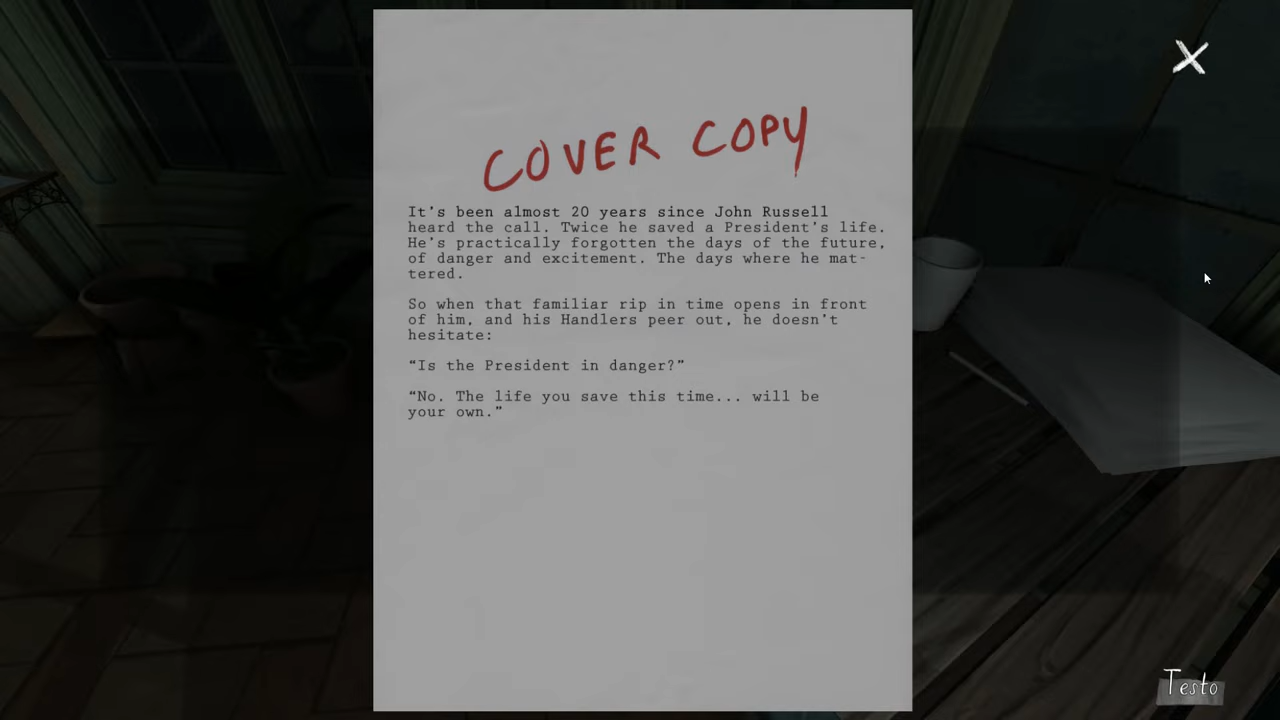 COVER COPY
It's been almost 20 years since John Russell
heard the call. Twice he saved a President's life.
He's practically forgotten the days of the future,
of danger and excitement. The days where he mat-
tered.
So when that familiar rip in time opens in front
of him, and his Handlers peer out, he doesn't
hesitate:
“Is the President in danger?”
“No. The life you save this time... will be
your own.”
Testo